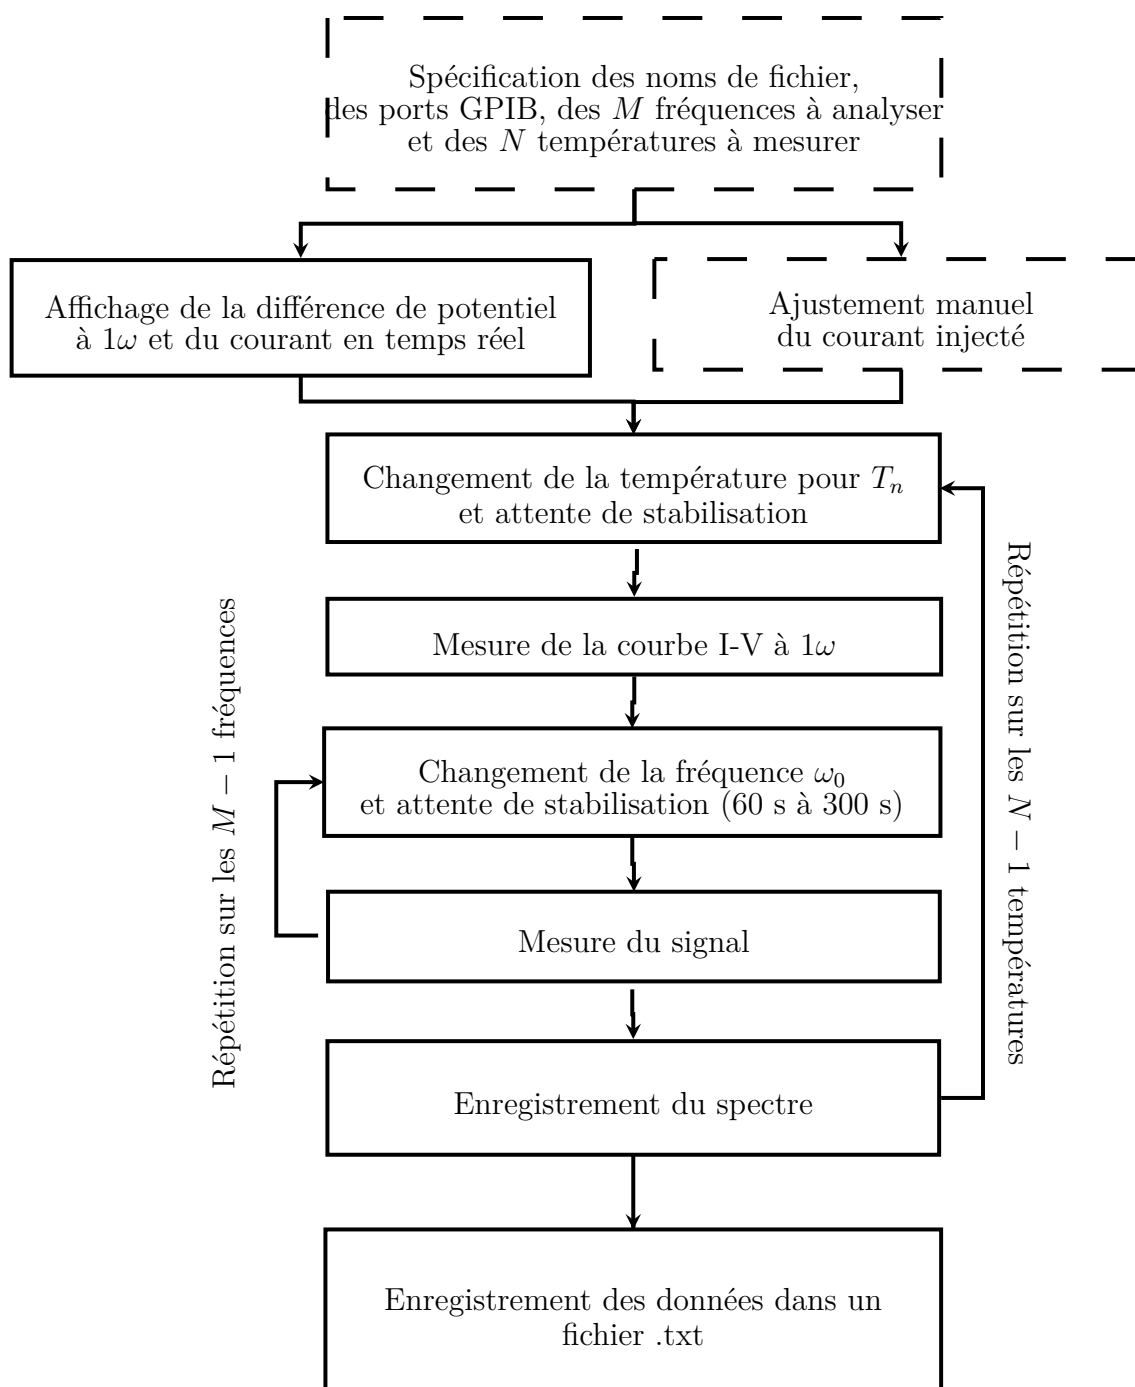 Spécification des noms de fichier,
des ports GPIB, des M fréquences à analyser
et des N températures à mesurer
Affichage de la différence de potentiel
à 1ω et du courant en temps réel
Ajustement manuel
du courant injecté
Changement de la température pour Tₙ
et attente de stabilisation
Mesure de la courbe I-V à 1ω
Changement de la fréquence ω₀
et attente de stabilisation (60 s à 300 s)
Mesure du signal
Répétition sur les M − 1 fréquences
Répétition sur les N − 1 températures
Enregistrement du spectre
Enregistrement des données dans un
fichier .txt